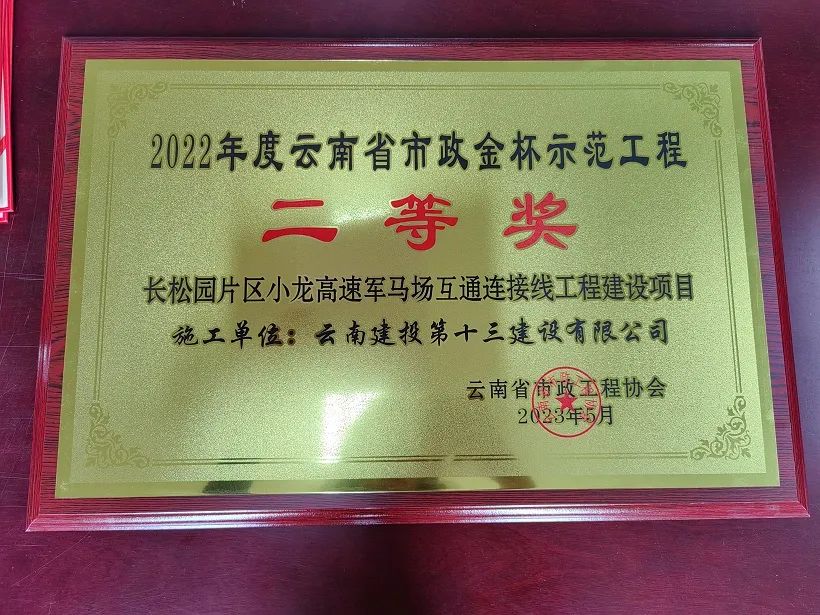 2022年度云南省市政金杯示范工程
二等奖
长松园片区小龙高速军马场互通连接线工程建设项目
施工单位：云南建投第十三建设有限公司
云南省市政工程协会
2023年5月